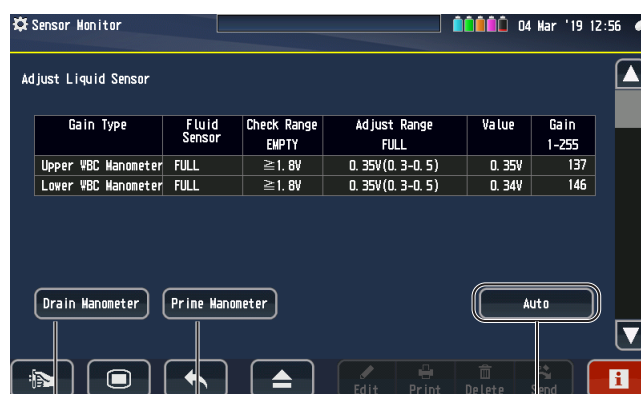 Sensor Monitor
04 Mar '19 12:56
Adjust Liquid Sensor
Gain Type Fluid Sensor Check Range EMPTY Adjust Range FULL Value Gain 1-255
Upper WBC Manometer FULL ≧1.8V 0.35V(0.3-0.5) 0.35V 137
Lower WBC Manometer FULL ≧1.8V 0.35V(0.3-0.5) 0.34V 146
Drain Manometer Prime Manometer Auto
Edit Print Delete Send